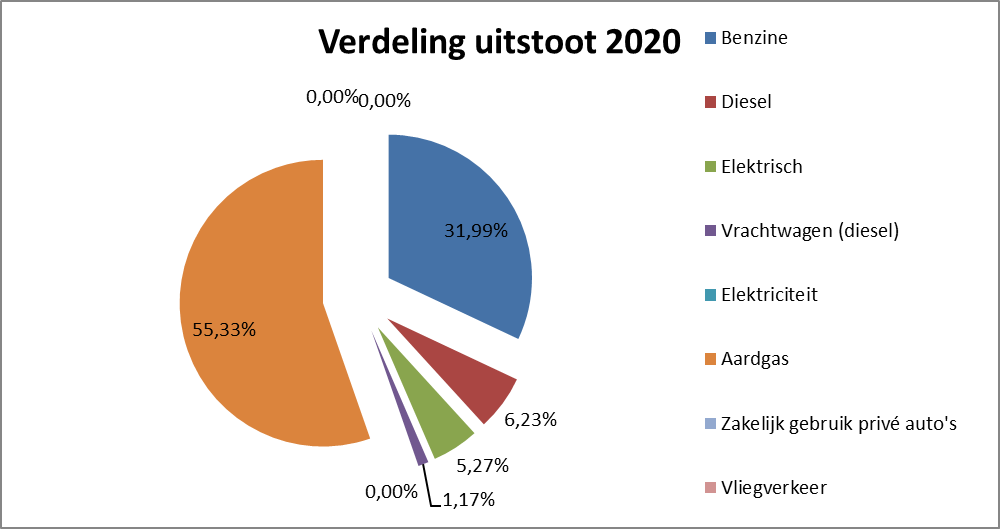 Verdeling uitstoot 2020
0,00%
0,00%
31,99%
55,33%
6,23%
5,27%
0,00%
1,17%
Benzine
Diesel
Elektrisch
Vrachtwagen (diesel)
Elektriciteit
Aardgas
Zakelijk gebruik privé auto's
Vliegverkeer